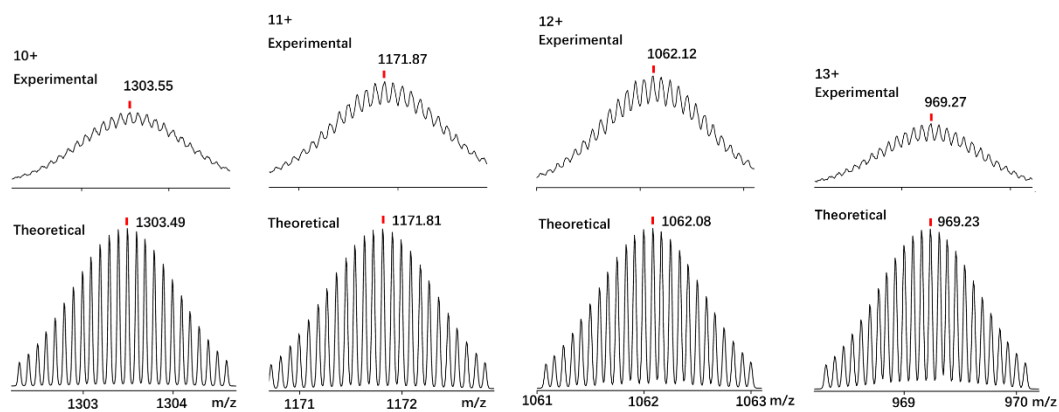 10+
Experimental
1303.55
11+
Experimental
1171.87
12+
Experimental
1062.12
13+
Experimental
969.27
Theoretical
1303.49
1303
1304
m/z
Theoretical
1171.81
1171
1172
m/z
Theoretical
1062.08
1061
1062
1063 m/z
Theoretical
969.23
969
970 m/z